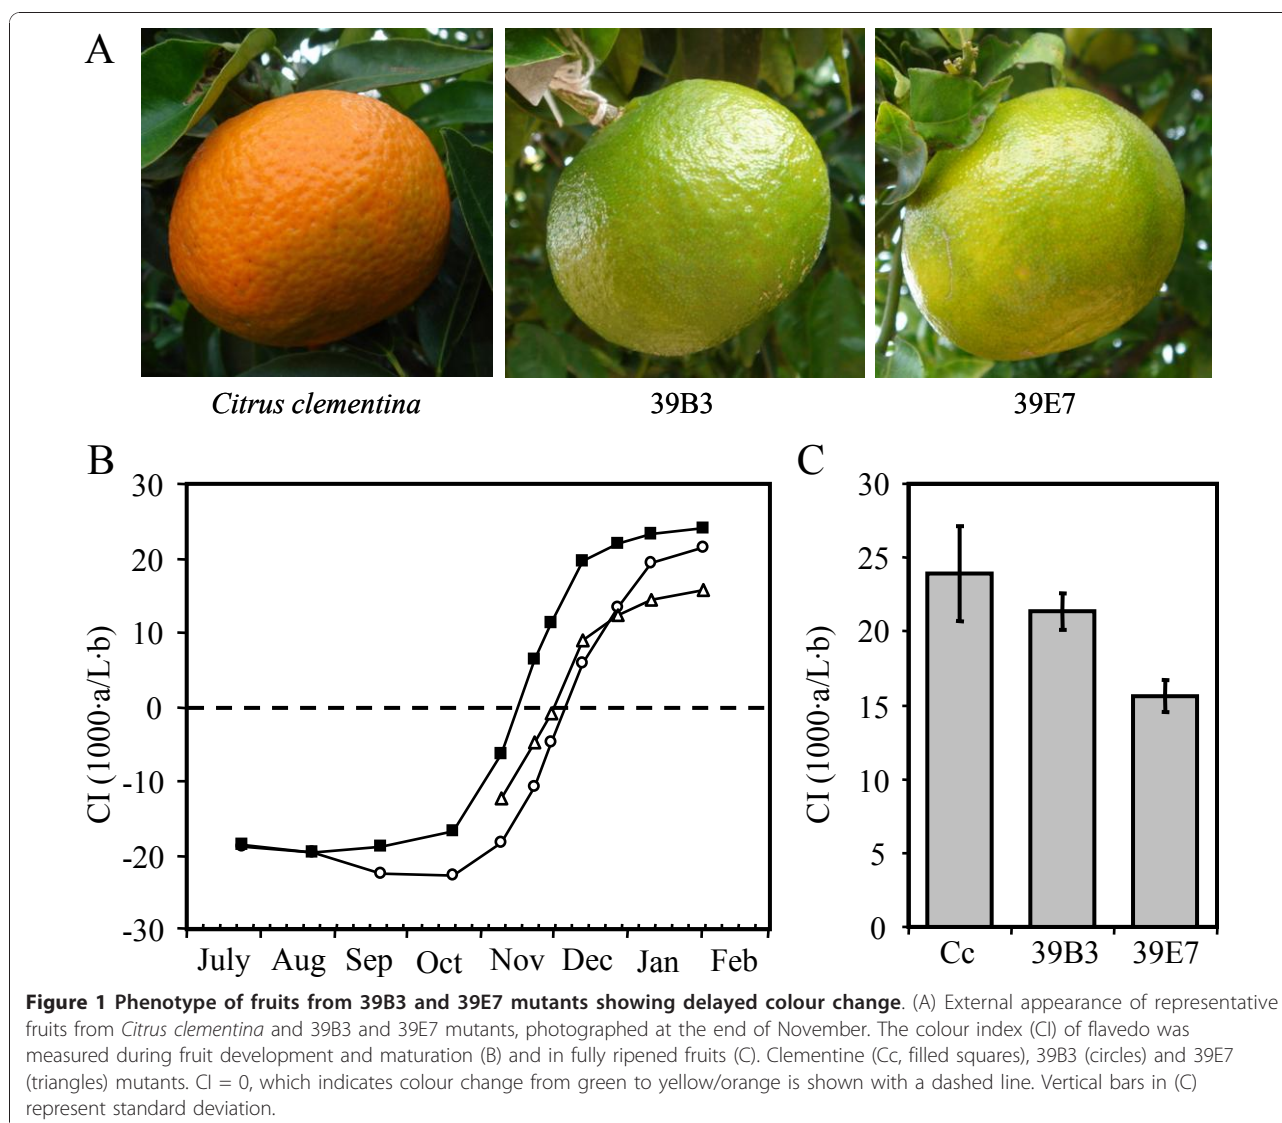 A
Citrus clementina
39B3
39E7
B
30
20
10
0
-10
-20
-30
CI (1000·a/L·b)
July Aug Sep Oct Nov Dec Jan Feb
C
30
25
20
15
10
5
0
CI (1000·a/L·b)
Cc 39B3 39E7
Figure 1 Phenotype of fruits from 39B3 and 39E7 mutants showing delayed colour change. (A) External appearance of representative
fruits from Citrus clementina and 39B3 and 39E7 mutants, photographed at the end of November. The colour index (CI) of flavedo was
measured during fruit development and maturation (B) and in fully ripened fruits (C). Clementine (Cc, filled squares), 39B3 (circles) and 39E7
(triangles) mutants. CI = 0, which indicates colour change from green to yellow/orange is shown with a dashed line. Vertical bars in (C)
represent standard deviation.